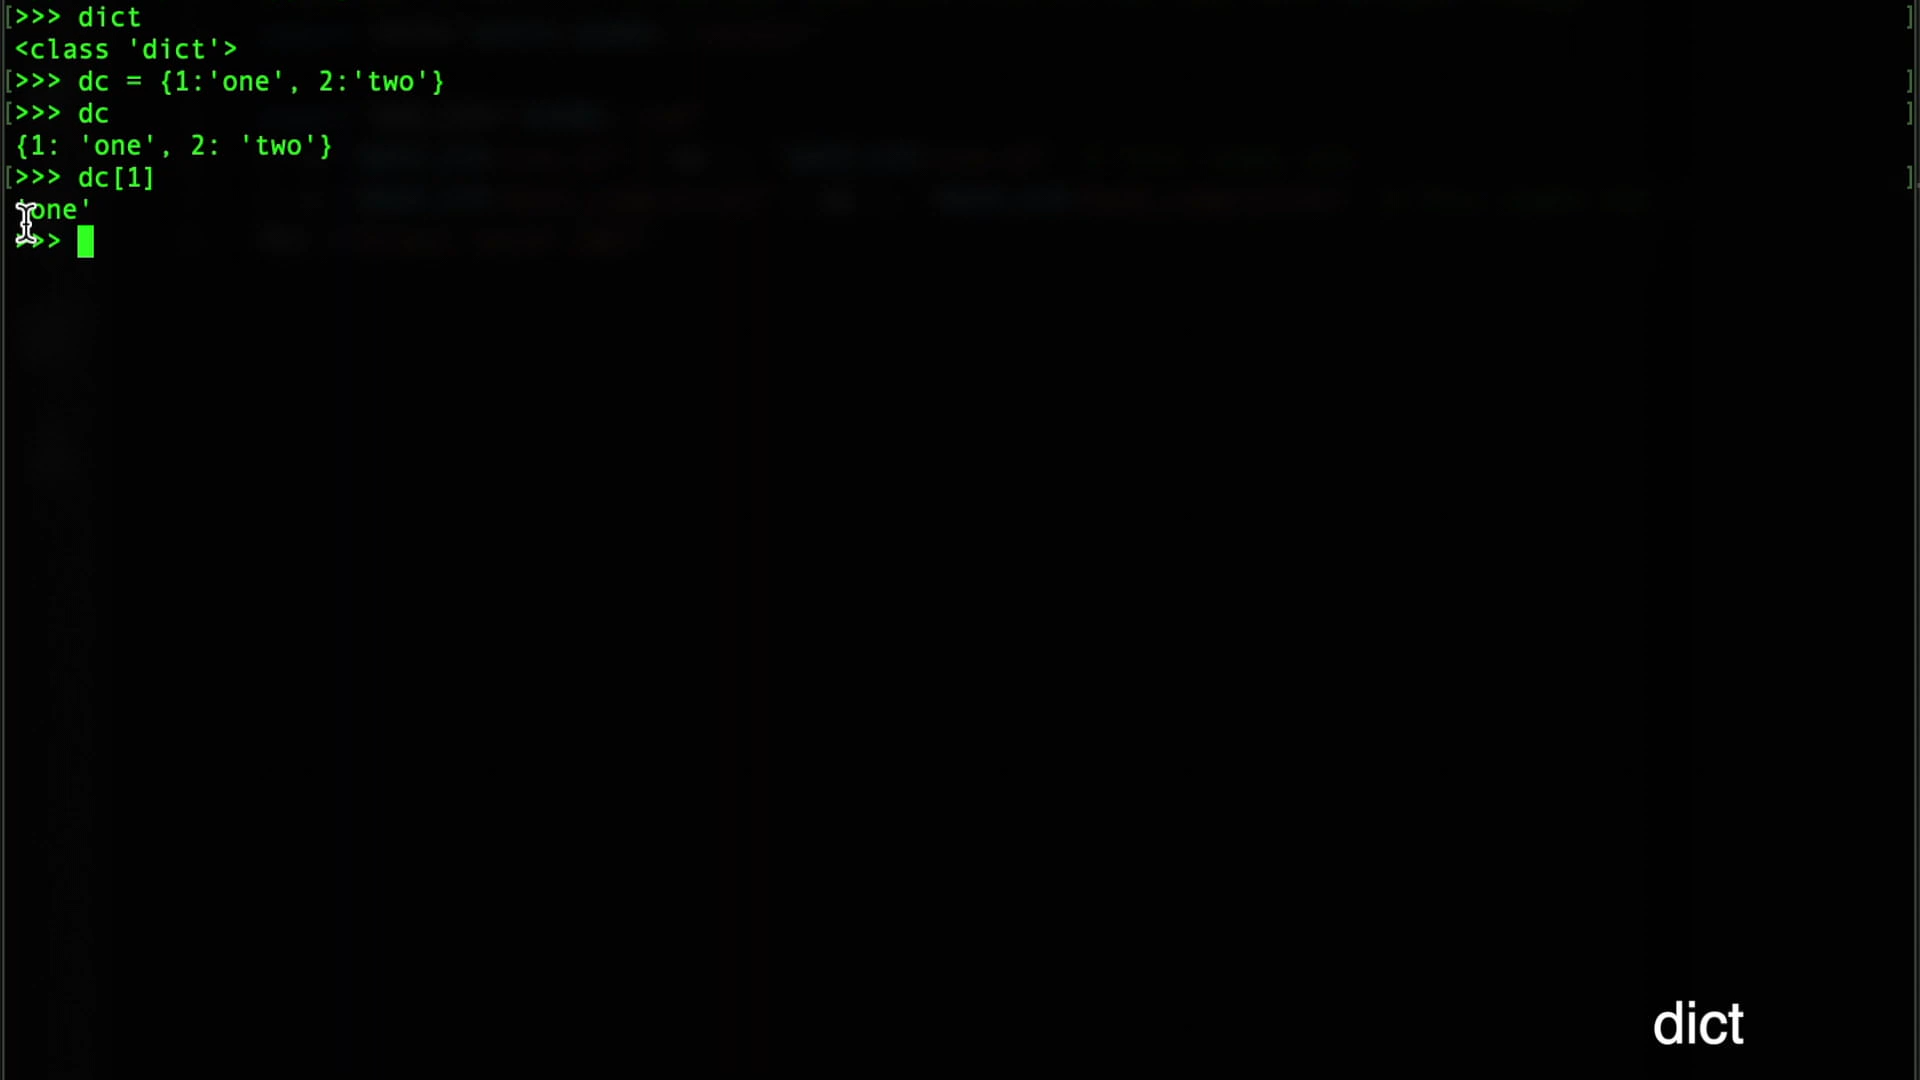 [>>> dict ]
<class 'dict'>
[>>> dc = {1:'one', 2:'two'} ]
[>>> dc ]
{1: 'one', 2: 'two'}
[>>> dc[1] ]
'one'
>>>
dict